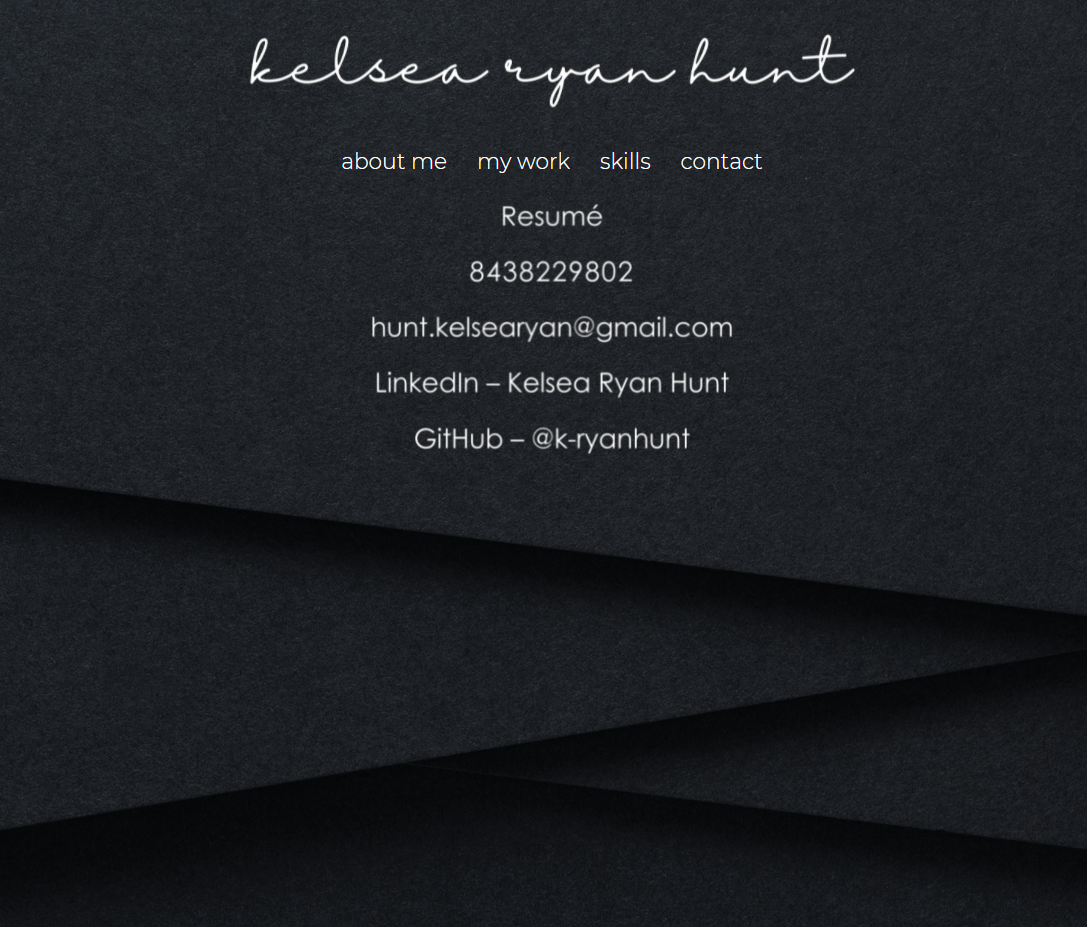 kelsea ryan hunt
about me my work skills contact
Resumé
8438229802
hunt.kelsearyan@gmail.com
LinkedIn – Kelsea Ryan Hunt
GitHub – @k-ryanhunt